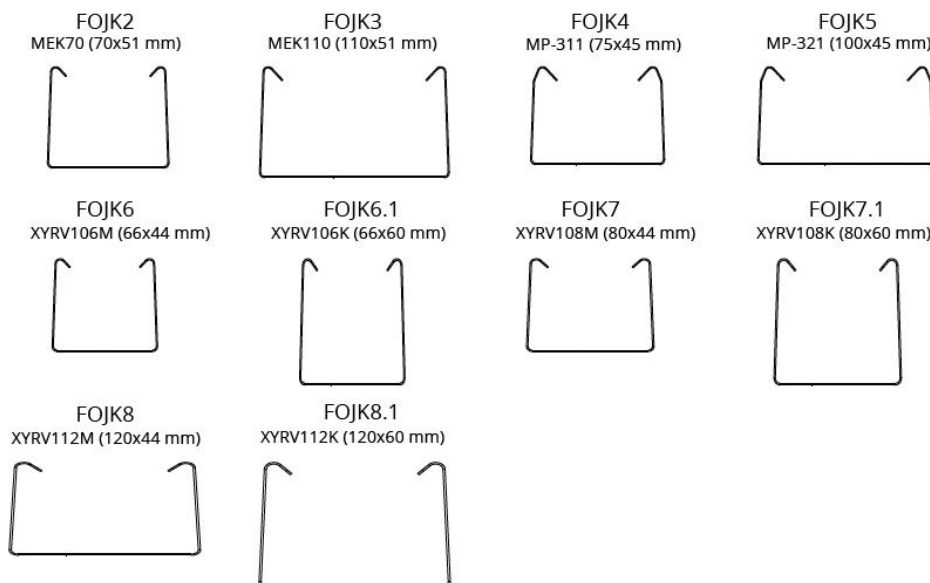 FOJK2
MEK70 (70x51 mm)
FOJK3
MEK110 (110x51 mm)
FOJK4
MP-311 (75x45 mm)
FOJK5
MP-321 (100x45 mm)
FOJK6
XYRV106M (66x44 mm)
FOJK6.1
XYRV106K (66x60 mm)
FOJK7
XYRV108M (80x44 mm)
FOJK7.1
XYRV108K (80x60 mm)
FOJK8
XYRV112M (120x44 mm)
FOJK8.1
XYRV112K (120x60 mm)